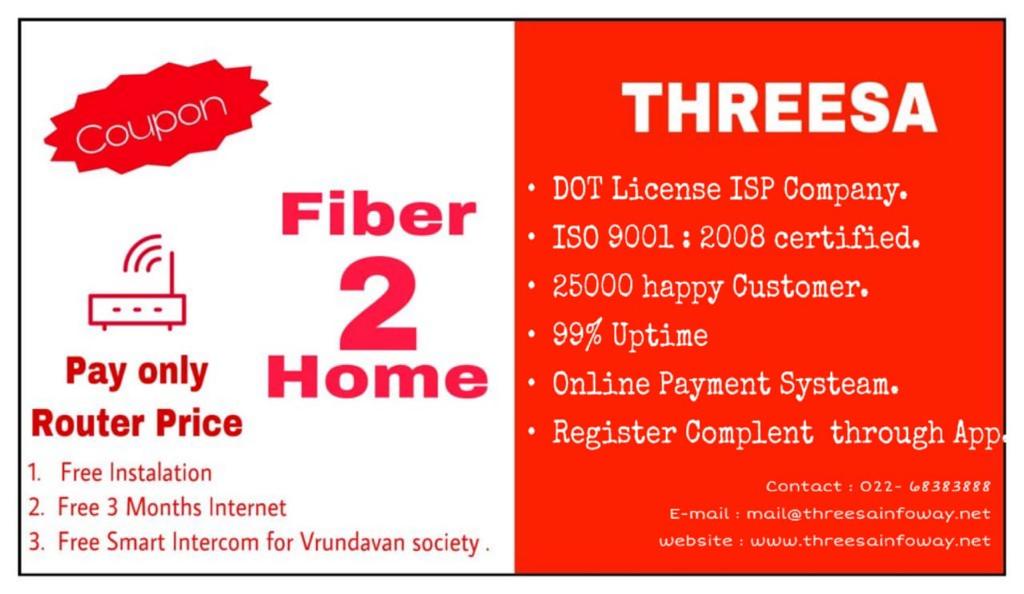 Coupon
Fiber
2
Home
Pay only
Router Price
1. Free Instalation
2. Free 3 Months Internet
3. Free Smart Intercom for Vrundavan society .
THREESA
• DOT License ISP Company.
• ISO 9001 : 2008 certified.
• 25000 happy Customer.
• 99% Uptime
• Online Payment Systeam.
• Register Complent through App.
Contact : 022- 68383888
E-mail : mail@threesainfoway.net
website : www.threesainfoway.net